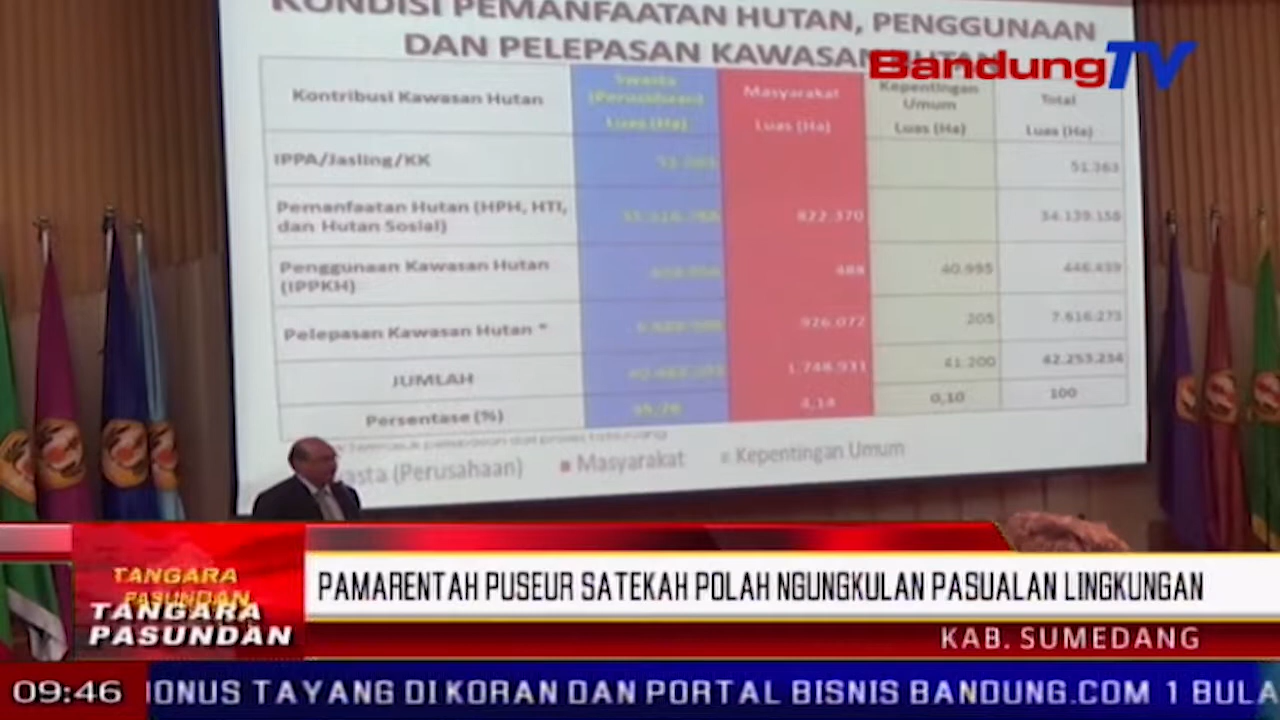 KONDISI PEMANFAATAN HUTAN, PENGGUNAAN
DAN PELEPASAN KAWASAN HUTAN
BandungTV
Kontribusi Kawasan Hutan
Swasta (Perusahaan) Luas (Ha)
Masyarakat Luas (Ha)
Kepentingan Umum Luas (Ha)
Total Luas (Ha)
IPPA/Jasling/KK 51.363
Pemanfaatan Hutan (HPH, HTI, dan Hutan Sosial) 822.370 34.139.158
Penggunaan Kawasan Hutan (IPPKH) 488 40.995 446.439
Pelepasan Kawasan Hutan * 926.072 205 7.616.273
JUMLAH 1.748.931 41.200 42.253.234
Persentase (%) 4,14 0,10 100
(Perusahaan) Masyarakat Kepentingan Umum
TANGARA
PASUNDAN
TANGARA
PASUNDAN
PAMARENTAH PUSEUR SATEKAH POLAH NGUNGKULAN PASUALAN LINGKUNGAN
KAB. SUMEDANG
09:46 TAYANG DI KORAN DAN PORTAL BISNIS BANDUNG.COM 1